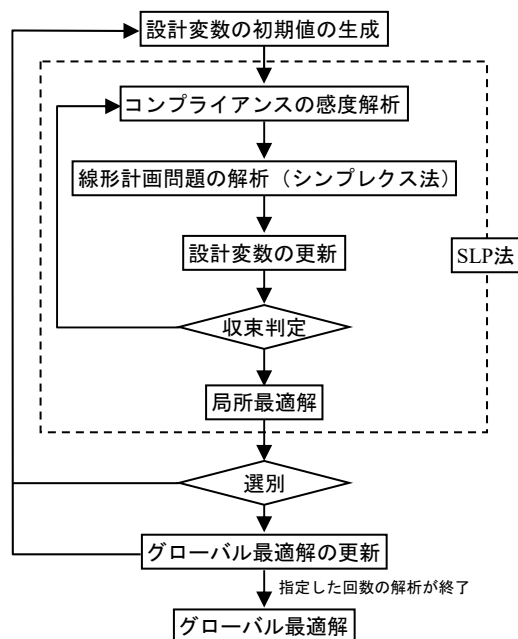 設計変数の初期値の生成
コンプライアンスの感度解析
線形計画問題の解析（シンプレクス法）
設計変数の更新
SLP法
収束判定
局所最適解
選別
グローバル最適解の更新
指定した回数の解析が終了
グローバル最適解